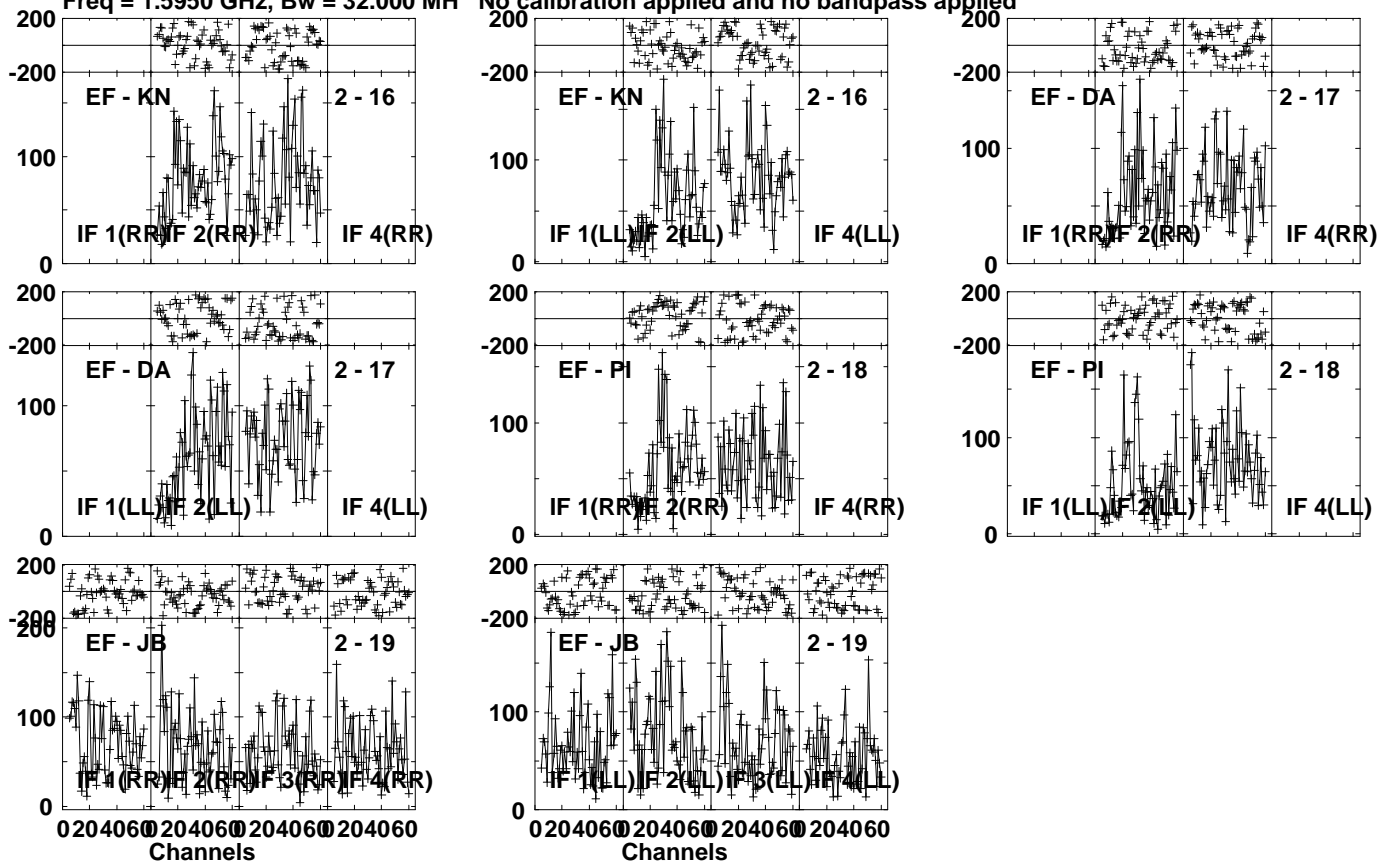 Freq = 1.5950 GHz, Bw = 32.000 MH No calibration applied and no bandpass applied
200 200 200
-200 -200 -200
EF - KN 2 - 16 EF - KN 2 - 16 EF - DA 2 - 17
100 100 100
IF 1(RR) IF 2(RR) IF 4(RR) IF 1(LL) IF 2(LL) IF 4(LL) IF 1(RR) IF 2(RR) IF 4(RR)
0 0 0
200 200 200
-200 -200 -200
EF - DA 2 - 17 EF - PI 2 - 18 EF - PI 2 - 18
100 100 100
IF 1(LL) IF 2(LL) IF 4(LL) IF 1(RR) IF 2(RR) IF 4(RR) IF 1(LL) IF 2(LL) IF 4(LL)
0 0 0
200 200
-200 -200
200
EF - JB 2 - 19 EF - JB 2 - 19
100 100
IF 1(RR) IF 2(RR) IF 3(RR) IF 4(RR) IF 1(LL) IF 2(LL) IF 3(LL) IF 4(LL)
0 0
0 20 40 60 0 20 40 60 0 20 40 60 0 20 40 60 0 20 40 60 0 20 40 60 0 20 40 60 0 20 40 60
Channels Channels